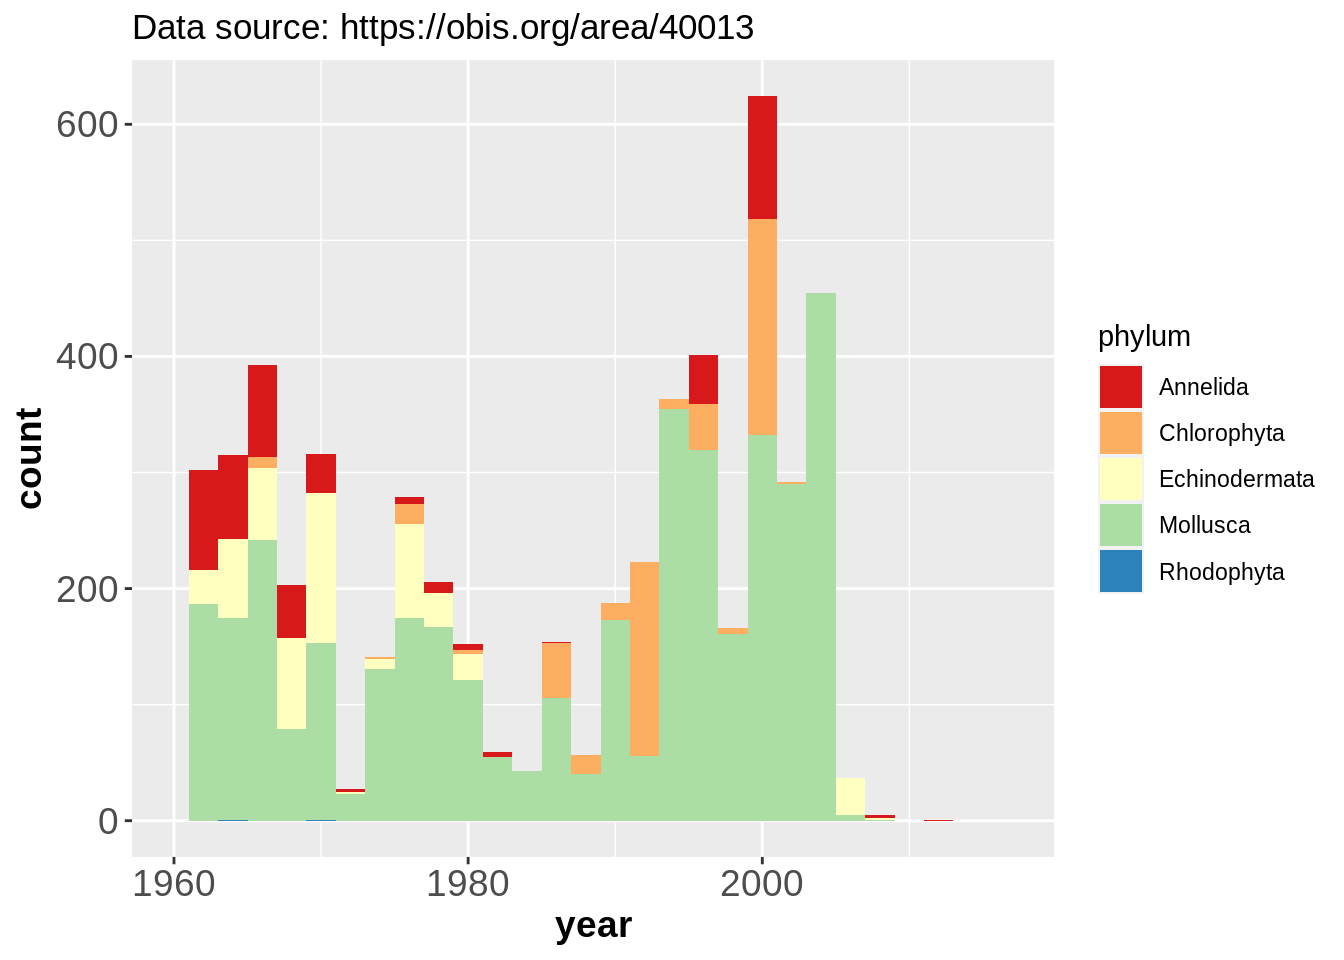 Data source: https://obis.org/area/40013
600
400
200
0
count
1960 1980 2000
year
phylum
Annelida
Chlorophyta
Echinodermata
Mollusca
Rhodophyta